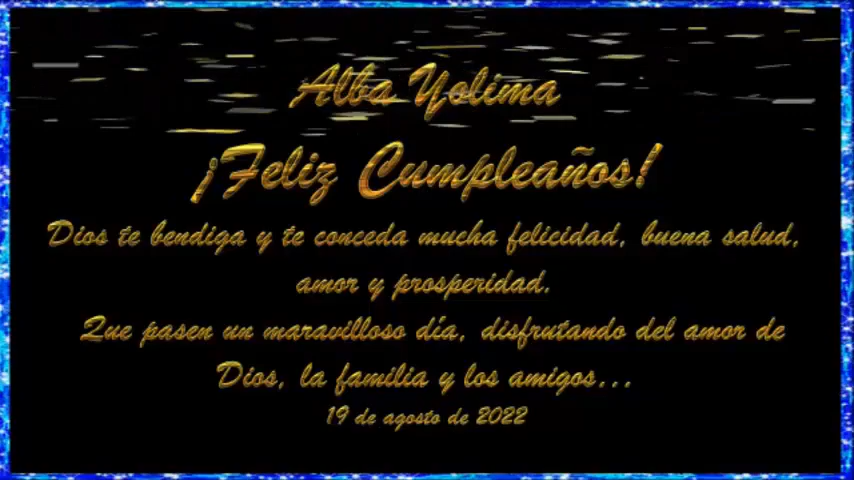 Alba Yolima
¡Feliz Cumpleaños!
Dios te bendiga y te conceda mucha felicidad, buena salud,
amor y prosperidad.
Que pasen un maravilloso día, disfrutando del amor de
Dios, la familia y los amigos...
19 de agosto de 2022